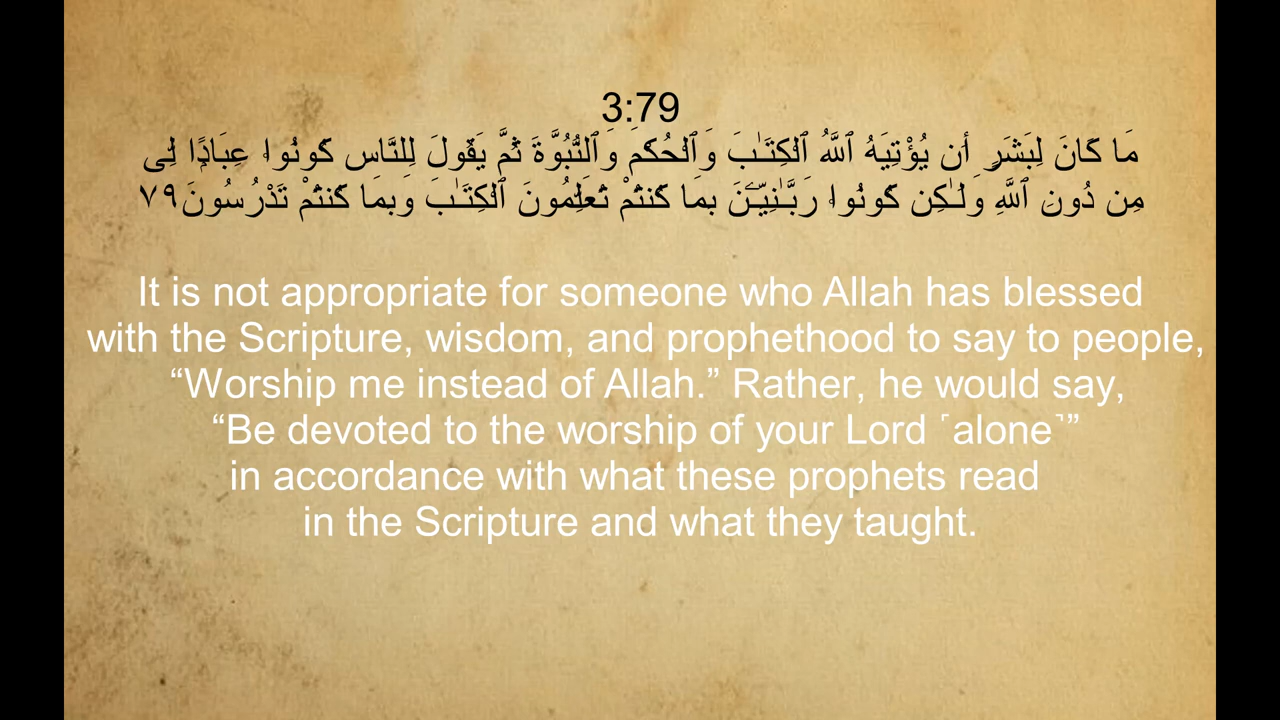 3:79
مَا كَانَ لِبَشَرٍ أَن يُؤْتِيَهُ ٱللَّهُ ٱلْكِتَـٰبَ وَٱلْحُكْمَ وَٱلنُّبُوَّةَ ثُمَّ يَقُولَ لِلنَّاسِ كُونُوا۟ عِبَادًۭا لِّى
مِن دُونِ ٱللَّهِ وَلَـٰكِن كُونُوا۟ رَبَّـٰنِيِّـۧنَ بِمَا كُنتُمْ تُعَلِّمُونَ ٱلْكِتَـٰبَ وَبِمَا كُنتُمْ تَدْرُسُونَ ٧٩
It is not appropriate for someone who Allah has blessed
with the Scripture, wisdom, and prophethood to say to people,
“Worship me instead of Allah.” Rather, he would say,
“Be devoted to the worship of your Lord ˹alone˺”
in accordance with what these prophets read
in the Scripture and what they taught.